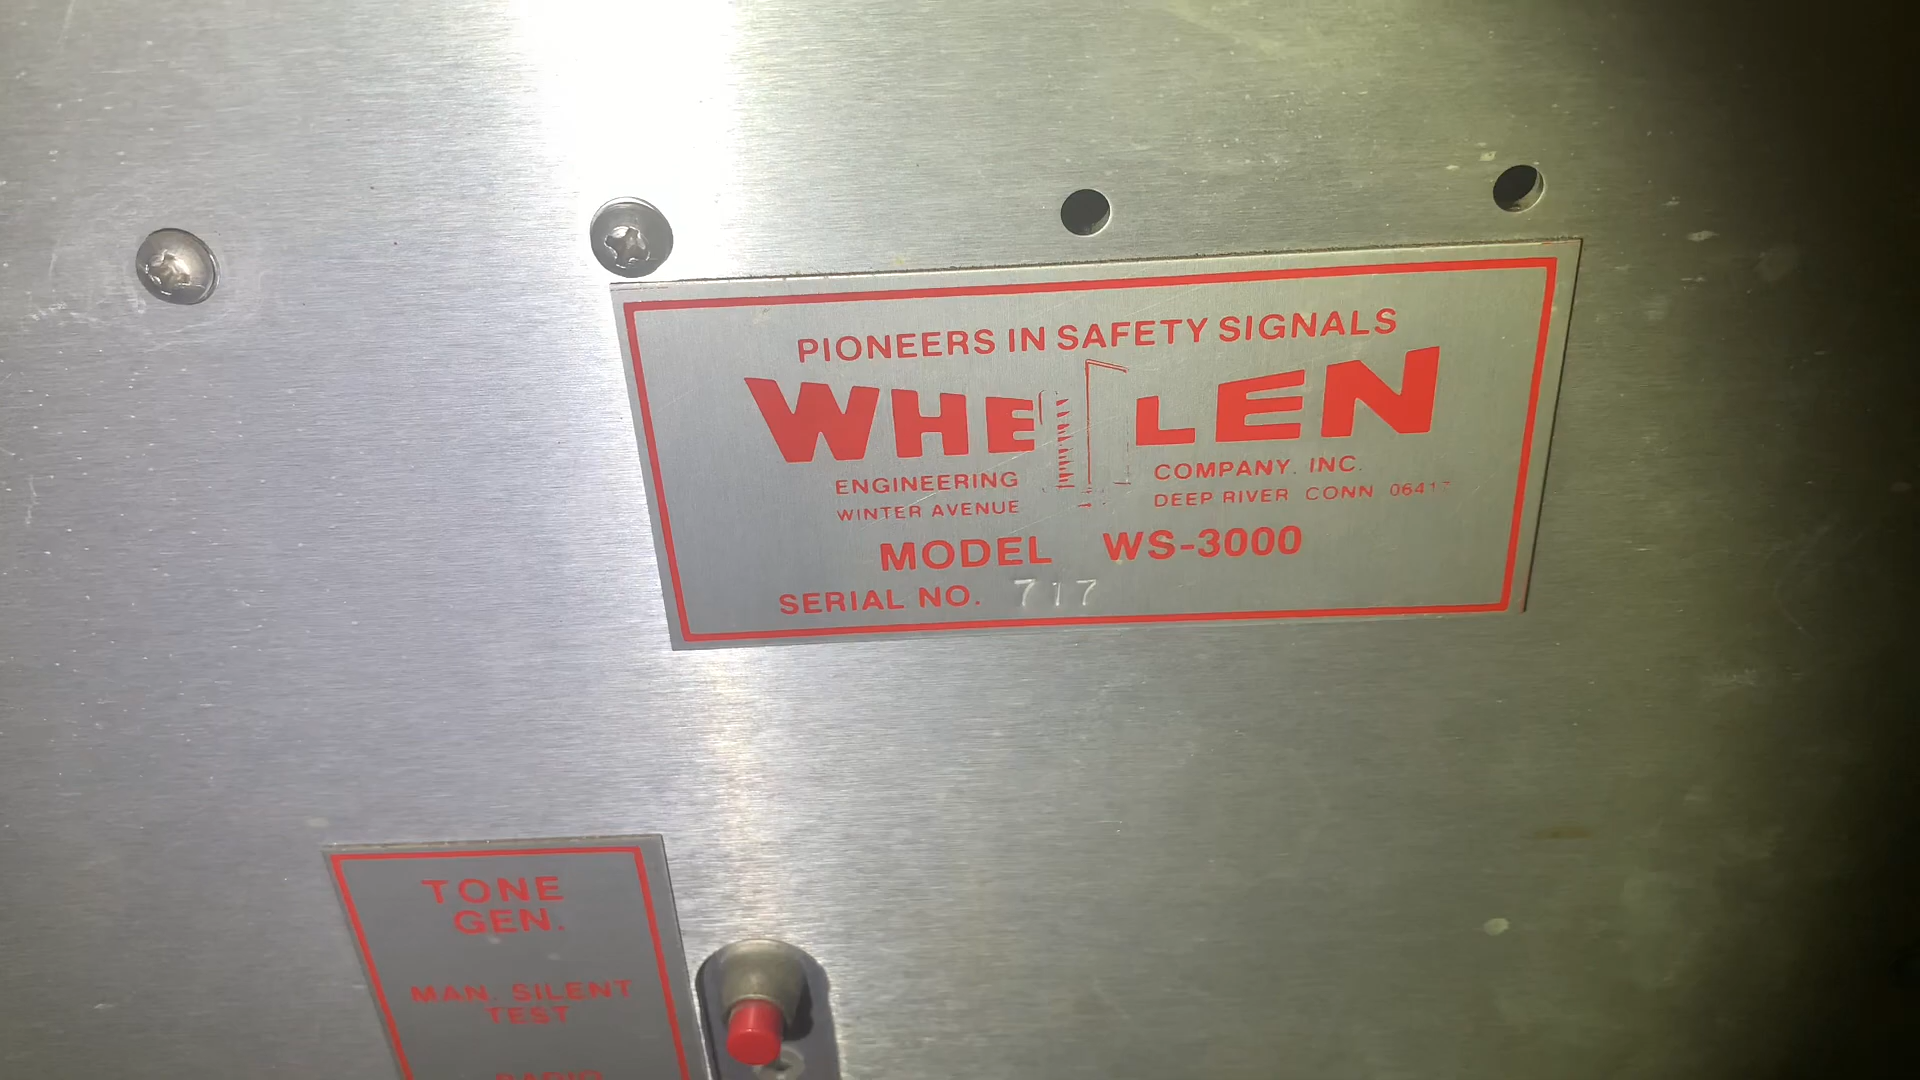 PIONEERS IN SAFETY SIGNALS
WHELEN
ENGINEERING COMPANY, INC.
WINTER AVENUE DEEP RIVER CONN 06417
MODEL WS-3000
SERIAL NO. 717
TONE
GEN.
MAN. SILENT
TEST
RADIO